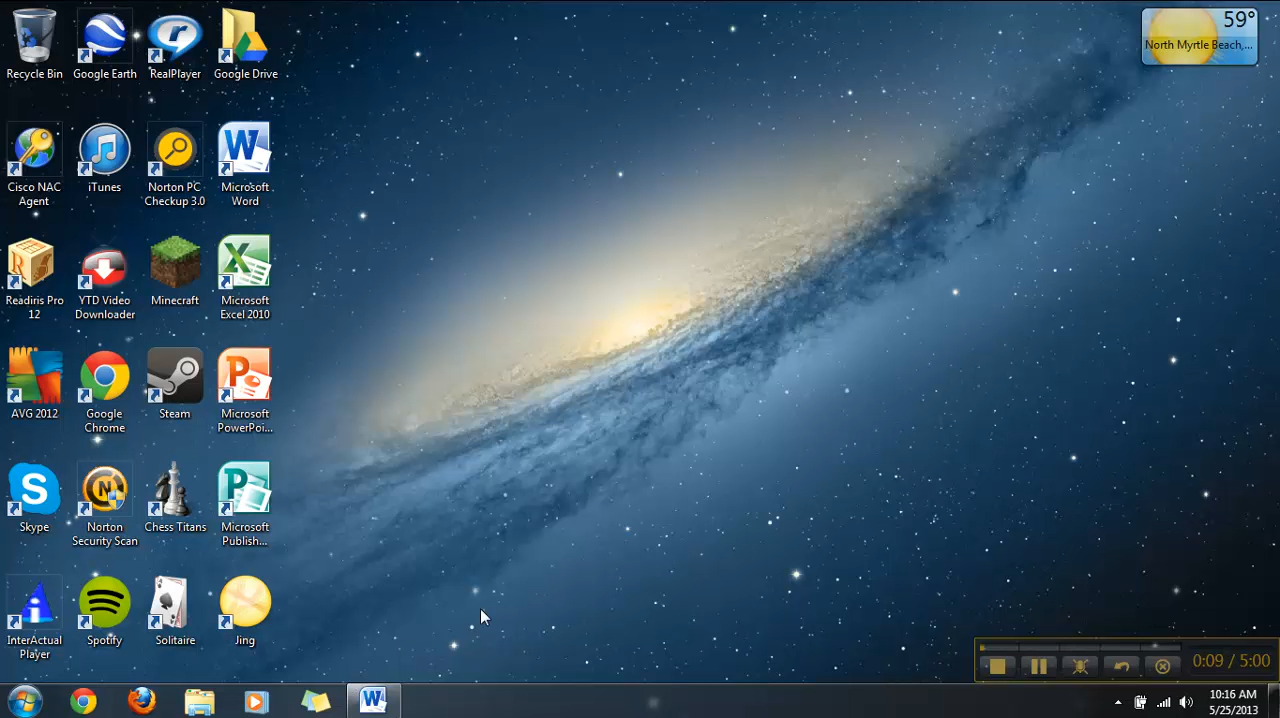 Recycle Bin
Google Earth
RealPlayer
Google Drive
59°
North Myrtle Beach,...
Cisco NAC
Agent
iTunes
Norton PC
Checkup 3.0
Microsoft
Word
Readiris Pro
12
YTD Video
Downloader
Minecraft
Microsoft
Excel 2010
AVG 2012
Google
Chrome
Steam
Microsoft
PowerPoi...
Skype
Norton
Security Scan
Chess Titans
Microsoft
Publish...
InterActual
Player
Spotify
Solitaire
Jing
0:09 / 5:00
10:16 AM
5/25/2013